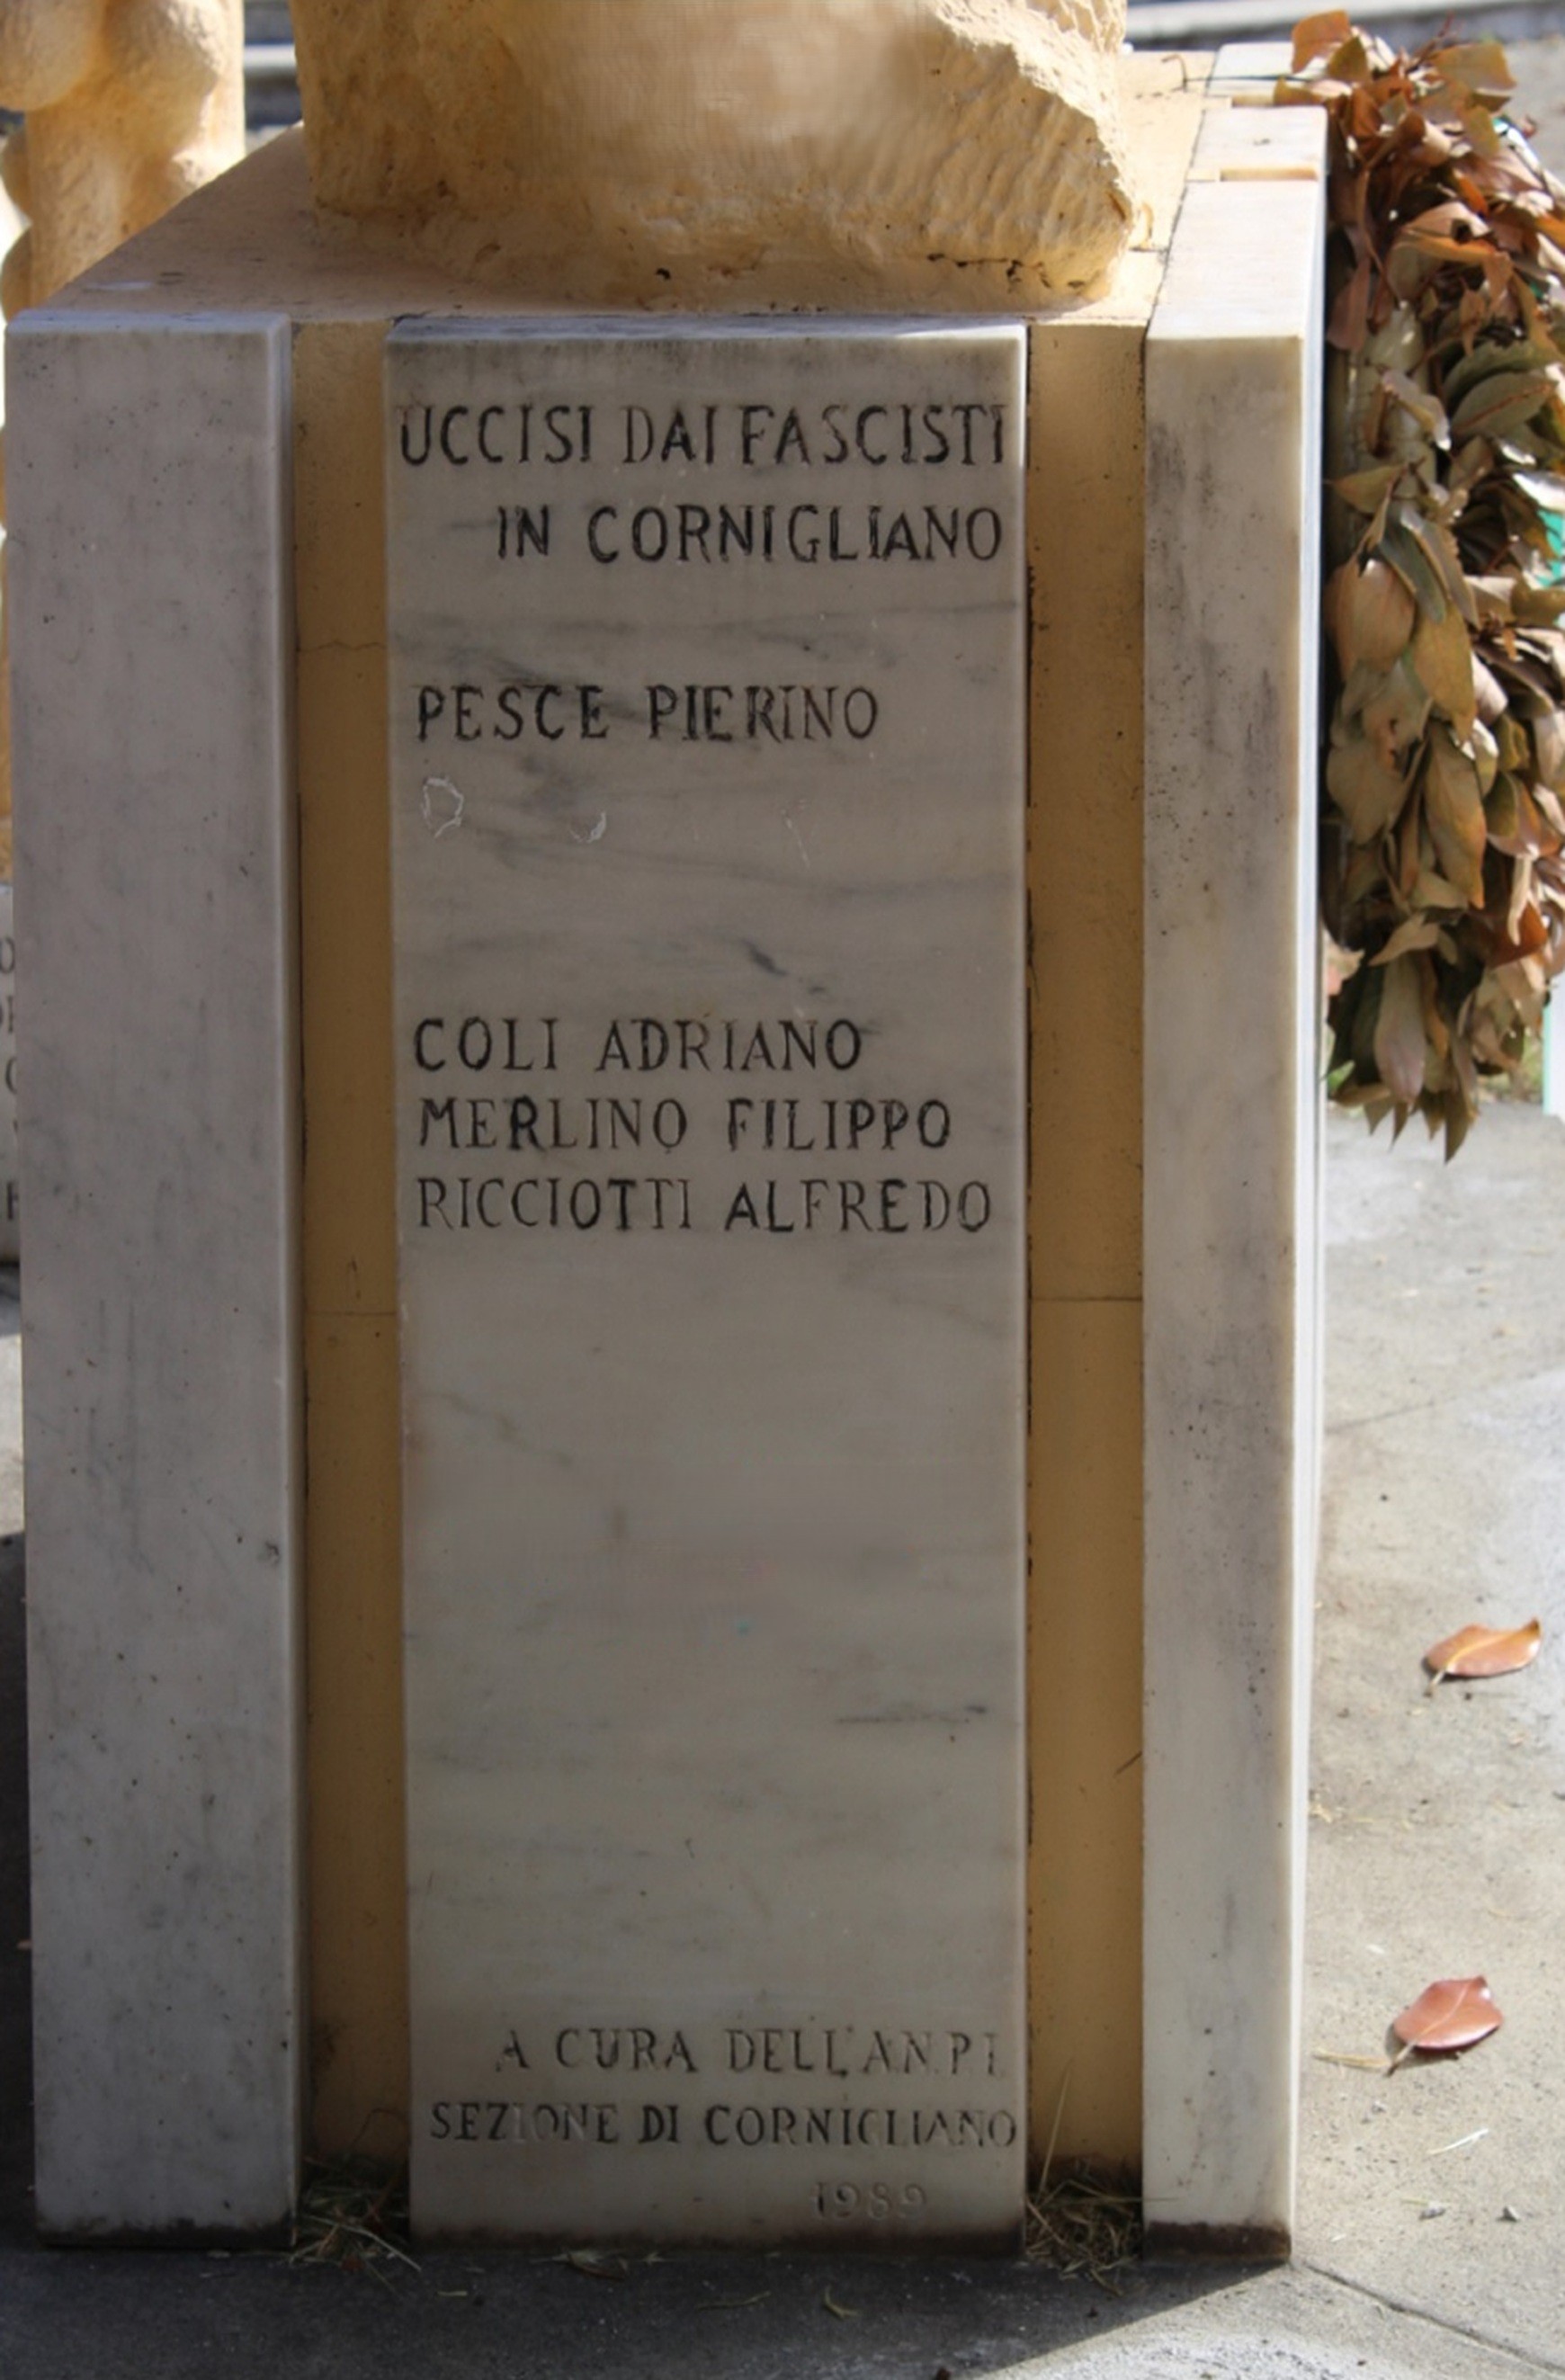 UCCISI DAI FASCISTI
IN CORNIGLIANO
PESCE PIERINO
COLI ADRIANO
MERLINO FILIPPO
RICCIOTTI ALFREDO
A CURA DELL'A.N.P.I.
SEZIONE DI CORNIGLIANO
1989